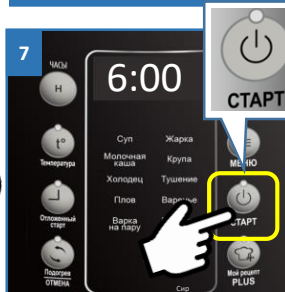 7
ЧАСЫ
H
6:00
СТАРТ
t°
Температура
Суп
Жарка
Молочная каша
Крупа
Холодец
Тушение
Плов
Варенье
Варка на пару
Сыр
Отложенный старт
Подогрев
ОТМЕНА
МЕНЮ
СТАРТ
Мой рецепт
PLUS